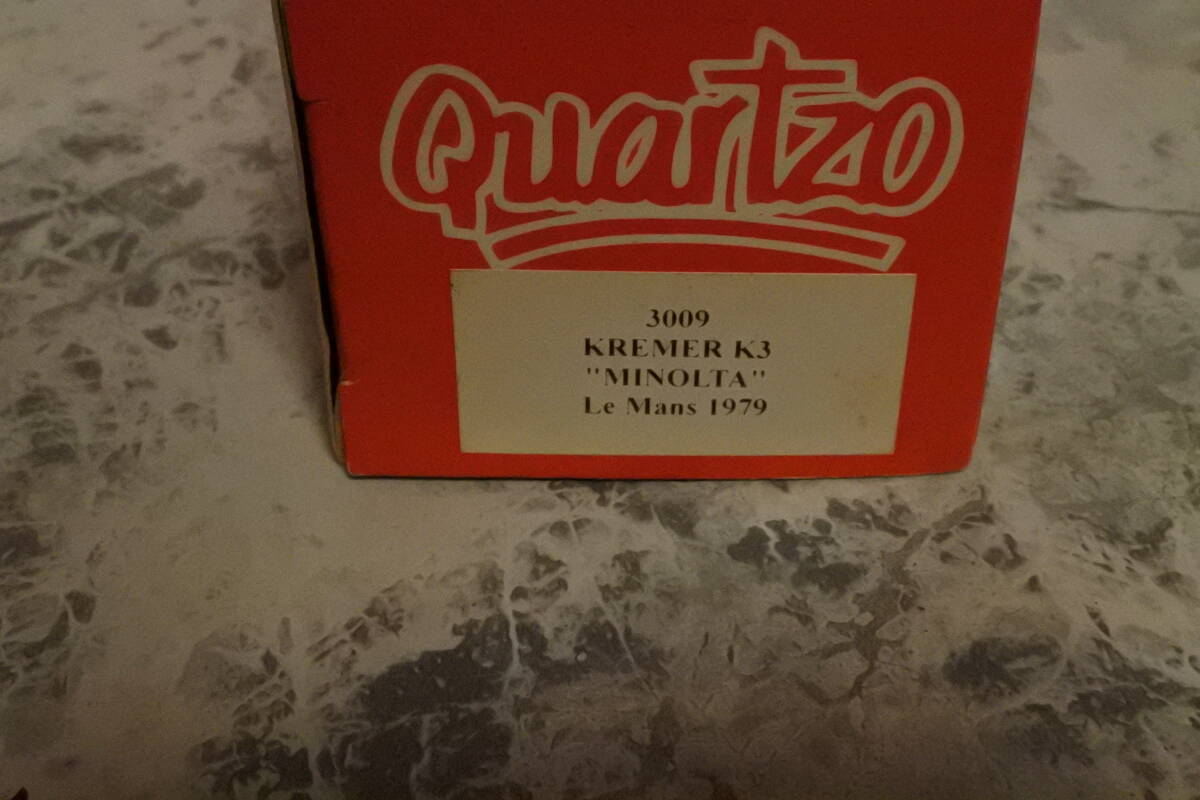 Quartzo
3009
KREMER K3
"MINOLTA"
Le Mans 1979